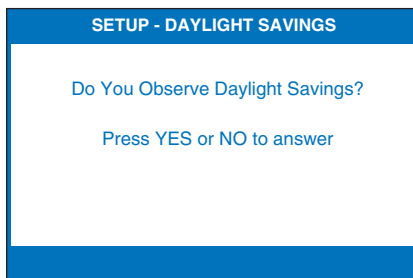 SETUP - DAYLIGHT SAVINGS
Do You Observe Daylight Savings?
Press YES or NO to answer